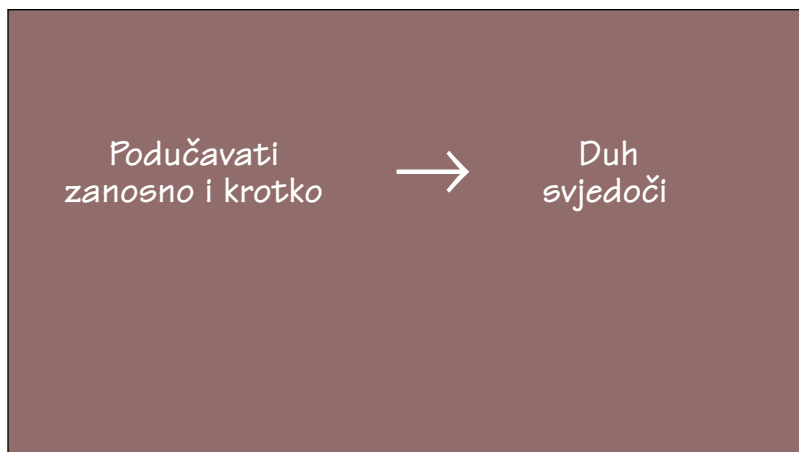 Podučavati
zanosno i krotko
→
Duh
svjedoči